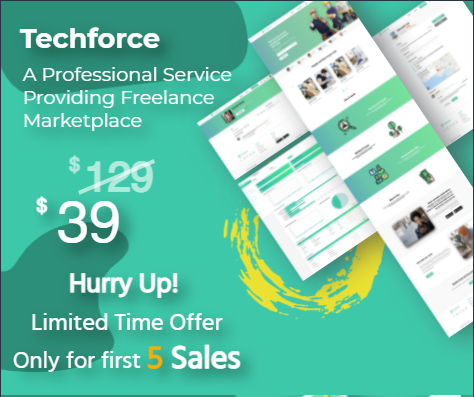 Techforce
A Professional Service
Providing Freelance
Marketplace
$ 129
$ 39
Hurry Up!
Limited Time Offer
Only for first 5 Sales